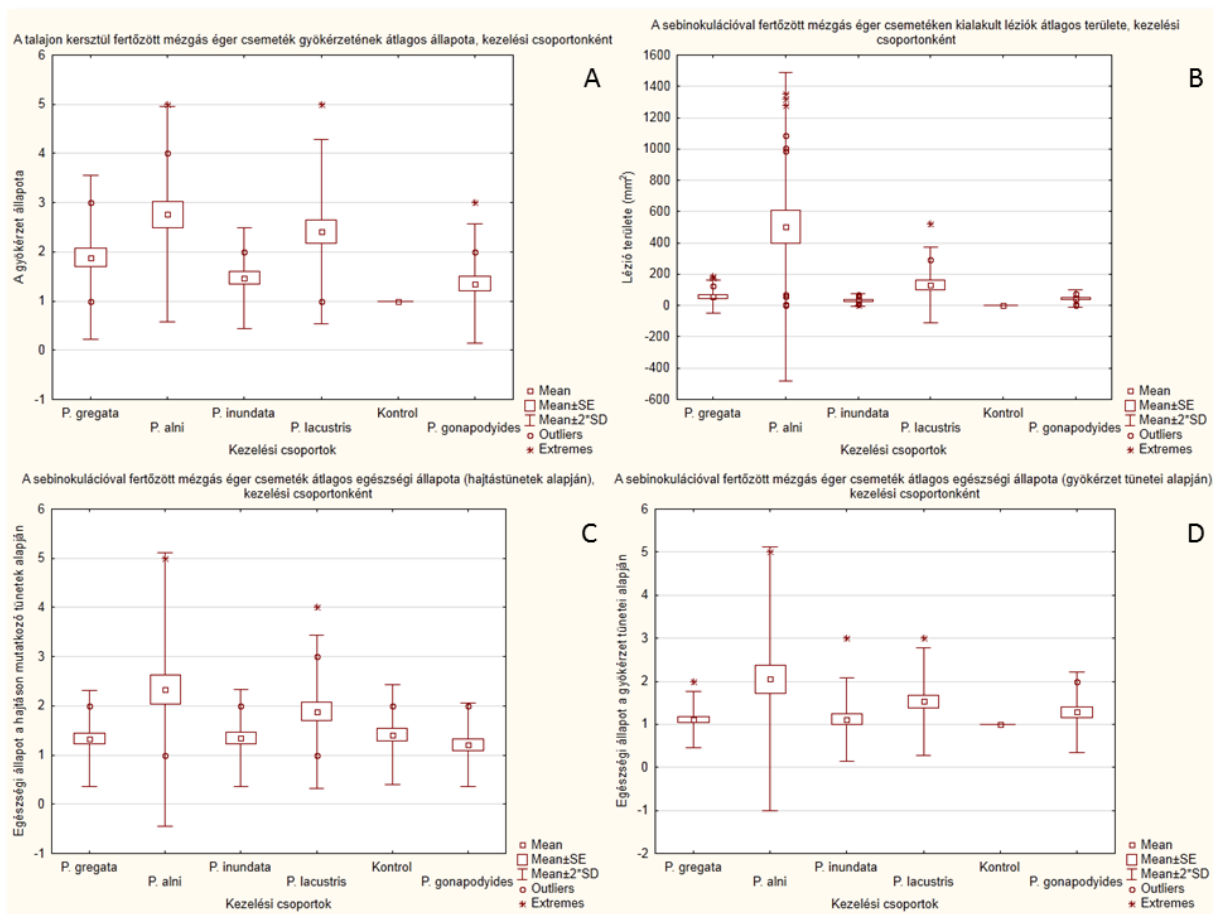 A talajon kersztül fertőzött mézgás éger csemeték gyökérzetének átlagos állapota, kezelési csoportonként
A
A gyökérzet állapota
6
5
4
3
2
1
0
-1
P. gregata
P. alni
P. inundata
P. lacustris
Kontrol
P. gonapodyides
Kezelési csoportok
Mean
Mean±SE
Mean±2*SD
Outliers
Extremes
A sebinokulációval fertőzött mézgás éger csemetéken kialakult léziók átlagos területe, kezelési
csoportonként
B
Lézió területe (mm²)
1600
1400
1200
1000
800
600
400
200
0
-200
-400
-600
P. gregata
P. alni
P. inundata
P. lacustris
Kontrol
P. gonapodyides
Kezelési csoportok
Mean
Mean±SE
Mean±2*SD
Outliers
Extremes
A sebinokulációval fertőzött mézgás éger csemeték átlagos egészségi állapota (hajtástünetek alapján),
kezelési csoportonként
C
Egészségi állapot a hajtáson mutatkozó tünetek alapján
6
5
4
3
2
1
0
-1
P. gregata
P. alni
P. inundata
P. lacustris
Kontrol
P. gonapodyides
Kezelési csoportok
Mean
Mean±SE
Mean±2*SD
Outliers
Extremes
A sebinokulációval fertőzött mézgás éger csemeték átlagos egészségi állapota (gyökérzet tünetei alapján)
kezelési csoportonként
D
Egészségi állapot a gyökérzet tünetei alapján
6
5
4
3
2
1
0
-1
-2
P. gregata
P. alni
P. inundata
P. lacustris
Kontrol
P. gonapodyides
Kezelési csoportok
Mean
Mean±SE
Mean±2*SD
Outliers
Extremes